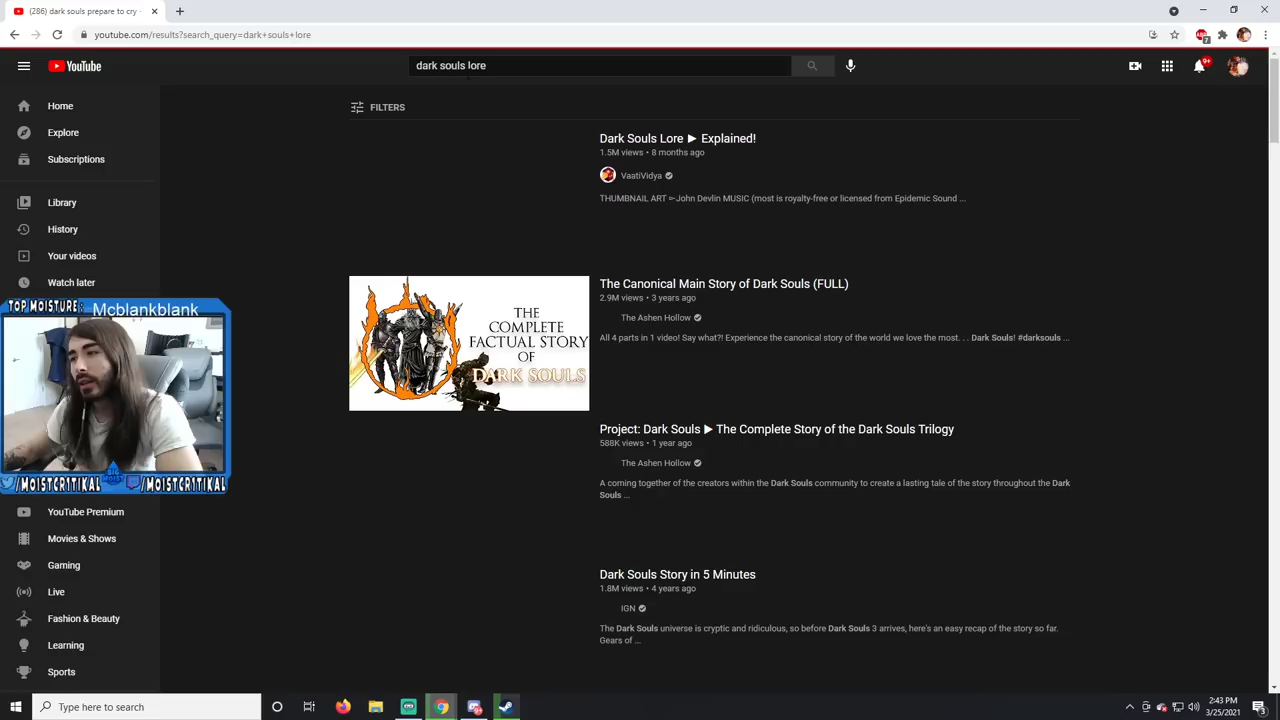 (286) dark souls prepare to cry -
youtube.com/results?search_query=dark+souls+lore
7
YouTube
dark souls lore
9+
Home
Explore
Subscriptions
Library
History
Your videos
Watch later
FILTERS
Dark Souls Lore ► Explained!
1.5M views • 8 months ago
VaatiVidya
THUMBNAIL ART ➳John Devlin MUSIC (most is royalty-free or licensed from Epidemic Sound ...
THE
COMPLETE
FACTUAL STORY
OF
DARK SOULS
The Canonical Main Story of Dark Souls (FULL)
2.9M views • 3 years ago
The Ashen Hollow
All 4 parts in 1 video! Say what?! Experience the canonical story of the world we love the most. . . Dark Souls! #darksouls ...
Project: Dark Souls ► The Complete Story of the Dark Souls Trilogy
588K views • 1 year ago
The Ashen Hollow
A coming together of the creators within the Dark Souls community to create a lasting tale of the story throughout the Dark
Souls ...
Dark Souls Story in 5 Minutes
1.8M views • 4 years ago
IGN
The Dark Souls universe is cryptic and ridiculous, so before Dark Souls 3 arrives, here's an easy recap of the story so far.
Gears of ...
TOP MOISTURE: Mcblankblank
/MOISTCR1TIKAL /MOISTCR1TIKAL
YouTube Premium
Movies & Shows
Gaming
Live
Fashion & Beauty
Learning
Sports
Type here to search
2:43 PM
3/25/2021
3